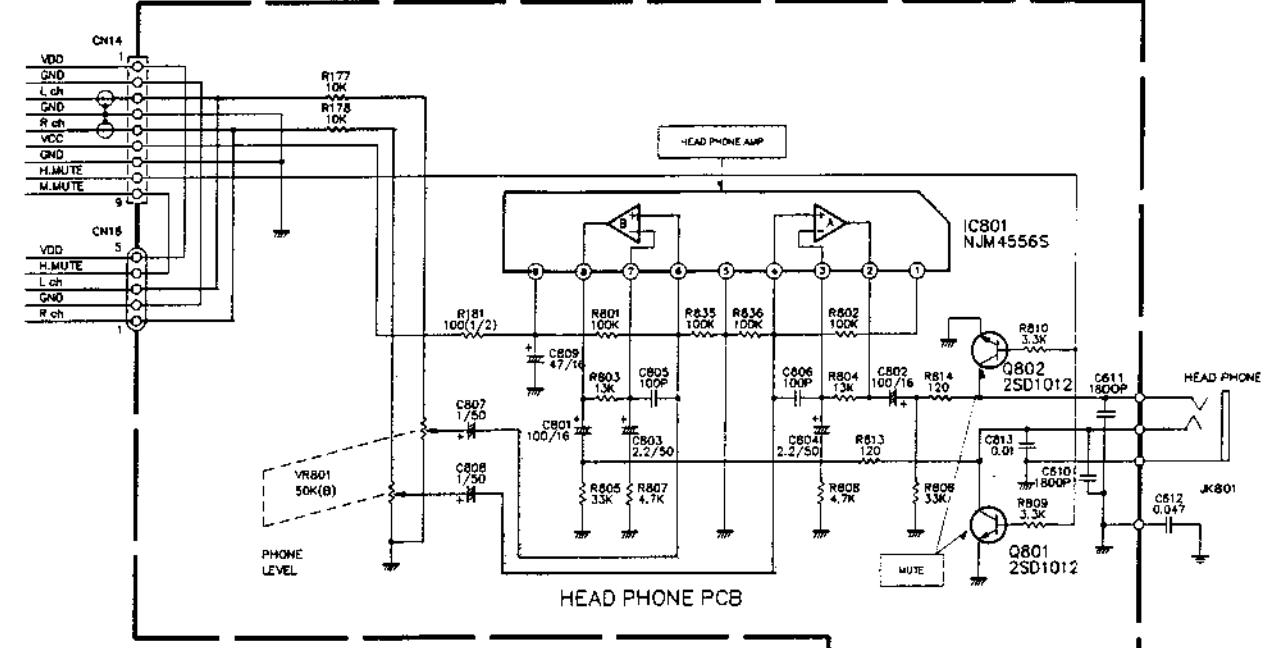 CN14
1
VDD
GND
L ch
GND
R ch
VCC
GND
H.MUTE
M.MUTE
9
CN16
5
VDD
H.MUTE
L ch
GND
R ch
1
R177
10K
R178
10K
HEAD PHONE AMP
B
A
IC801
NJM4556S
9
8
7
6
5
4
3
2
1
R181
100(1/2)
R801
100K
R835
100K
R836
100K
R802
100K
C809
47/16
R803
13K
C805
100P
C806
100P
R804
13K
C802
100/16
R814
120
R810
3.3K
Q802
2SD1012
C611
1800P
HEAD PHONE
C807
1/50
C801
100/16
C803
2.2/50
C804
2.2/50
R813
120
C813
0.01
C610
1800P
JK801
VR801
50K(B)
C808
1/50
R805
33K
R807
4.7K
R808
4.7K
R806
33K
R809
3.3K
C612
0.047
PHONE
LEVEL
MUTE
Q801
2SD1012
HEAD PHONE PCB